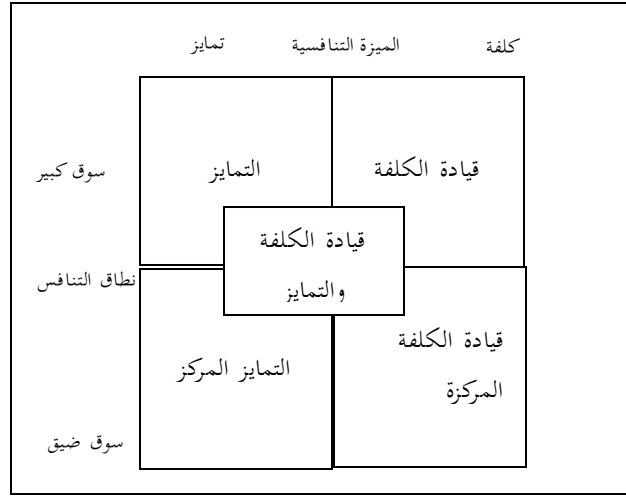 كلفة الميزة التنافسية تمايز
سوق كبير
قيادة الكلفة
التمايز
قيادة الكلفة
والتمايز
نطاق التنافس
قيادة الكلفة
المركزة
التمايز المركز
سوق ضيق